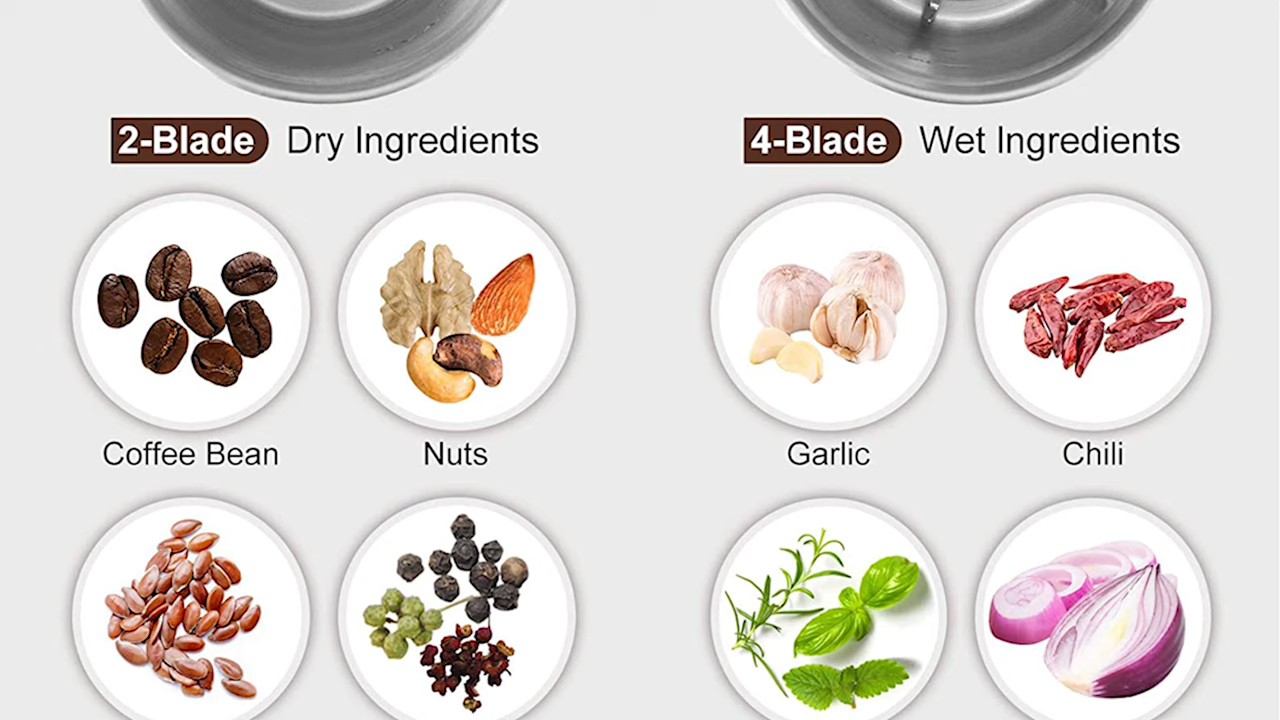 2-Blade Dry Ingredients
4-Blade Wet Ingredients
Coffee Bean
Nuts
Garlic
Chili